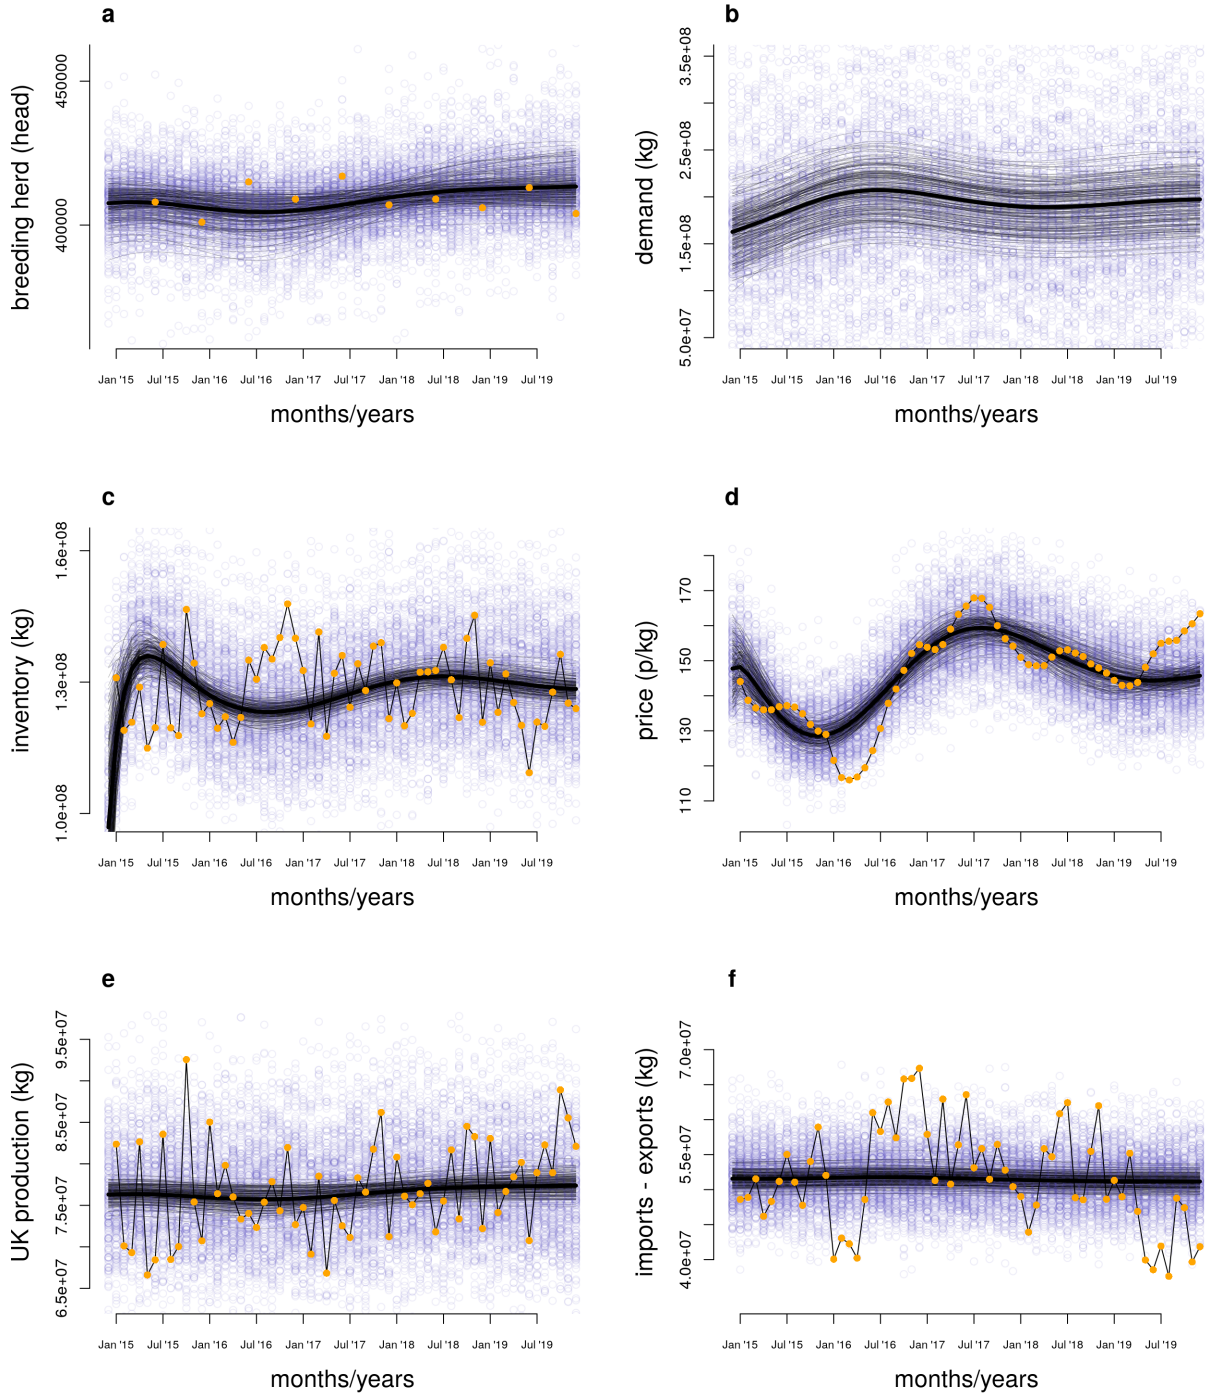 a
breeding herd (head)
450000
400000
Jan '15 Jul '15 Jan '16 Jul '16 Jan '17 Jul '17 Jan '18 Jul '18 Jan '19 Jul '19
months/years
b
demand (kg)
3.5e+08
2.5e+08
1.5e+08
5.0e+07
Jan '15 Jul '15 Jan '16 Jul '16 Jan '17 Jul '17 Jan '18 Jul '18 Jan '19 Jul '19
months/years
c
inventory (kg)
1.6e+08
1.3e+08
1.0e+08
Jan '15 Jul '15 Jan '16 Jul '16 Jan '17 Jul '17 Jan '18 Jul '18 Jan '19 Jul '19
months/years
d
price (p/kg)
170
150
130
110
Jan '15 Jul '15 Jan '16 Jul '16 Jan '17 Jul '17 Jan '18 Jul '18 Jan '19 Jul '19
months/years
e
UK production (kg)
9.5e+07
8.5e+07
7.5e+07
6.5e+07
Jan '15 Jul '15 Jan '16 Jul '16 Jan '17 Jul '17 Jan '18 Jul '18 Jan '19 Jul '19
months/years
f
imports - exports (kg)
7.0e+07
5.5e+07
4.0e+07
Jan '15 Jul '15 Jan '16 Jul '16 Jan '17 Jul '17 Jan '18 Jul '18 Jan '19 Jul '19
months/years